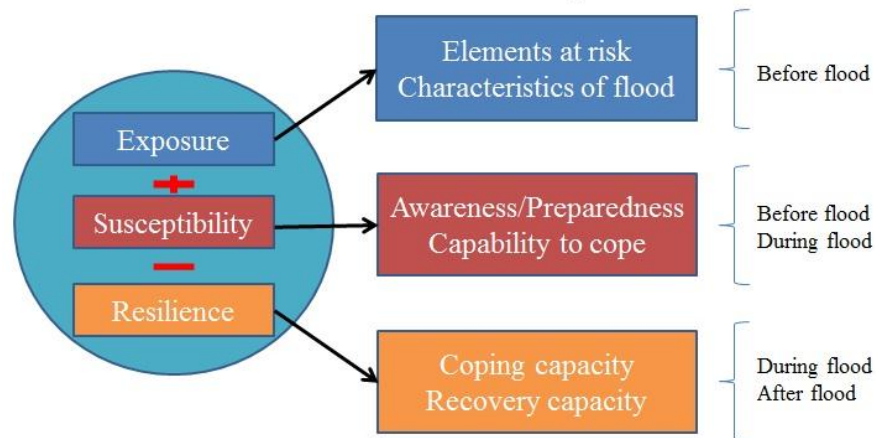 Exposure
+
Susceptibility
−
Resilience
Elements at risk
Characteristics of flood
Before flood
Awareness/Preparedness
Capability to cope
Before flood
During flood
Coping capacity
Recovery capacity
During flood
After flood